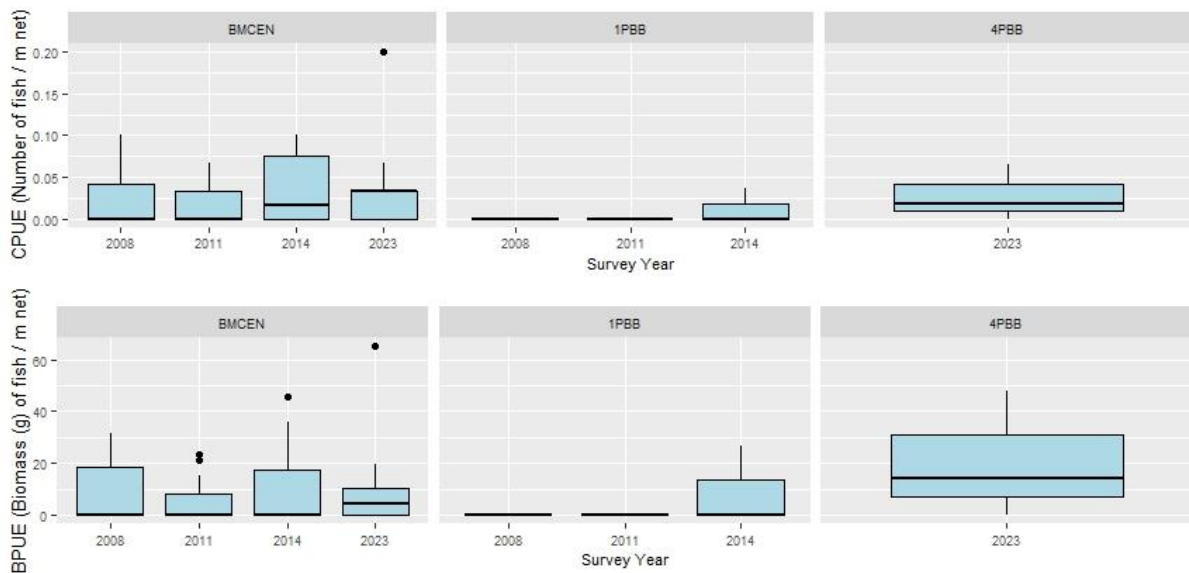 CPUE (Number of fish / m net)
BMCEN 1PBB 4PBB
0.20
0.15
0.10
0.05
0.00
2008 2011 2014 2023 2008 2011 2014 2023
Survey Year
BPUE (Biomass (g) of fish / m net)
BMCEN 1PBB 4PBB
60
40
20
0
2008 2011 2014 2023 2008 2011 2014 2023
Survey Year